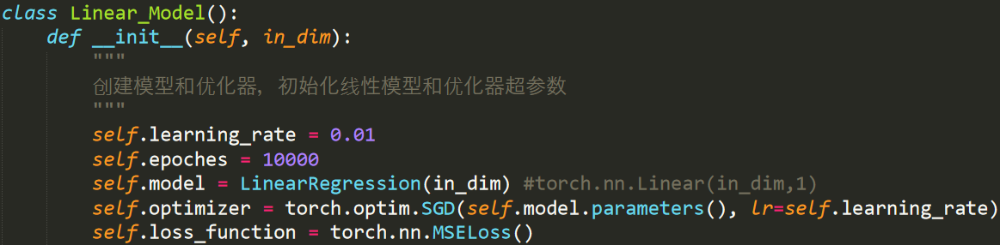 class Linear_Model():
    def __init__(self, in_dim):
        """
        创建模型和优化器，初始化线性模型和优化器超参数
        """
        self.learning_rate = 0.01
        self.epoches = 10000
        self.model = LinearRegression(in_dim) #torch.nn.Linear(in_dim,1)
        self.optimizer = torch.optim.SGD(self.model.parameters(), lr=self.learning_rate)
        self.loss_function = torch.nn.MSELoss()